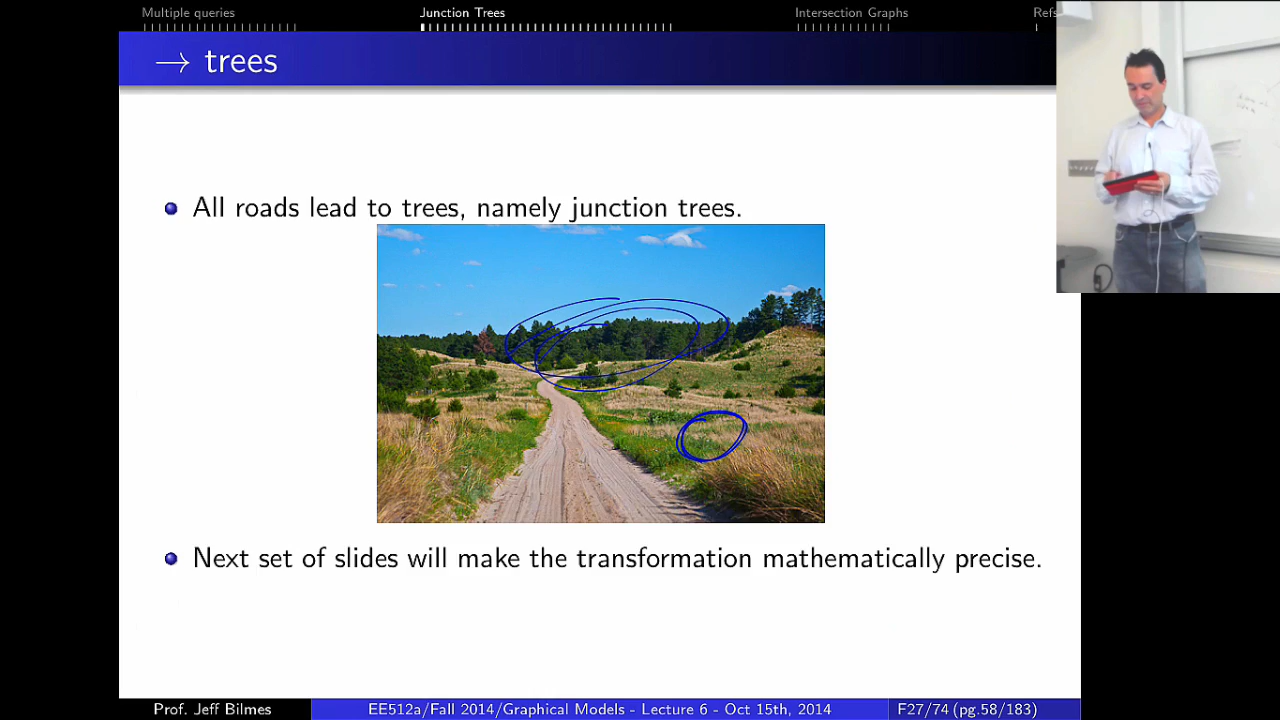 Multiple queries Junction Trees Intersection Graphs Refs
→ trees
All roads lead to trees, namely junction trees.
Next set of slides will make the transformation mathematically precise.
Prof. Jeff Bilmes EE512a/Fall 2014/Graphical Models - Lecture 6 - Oct 15th, 2014 F27/74 (pg.58/183)